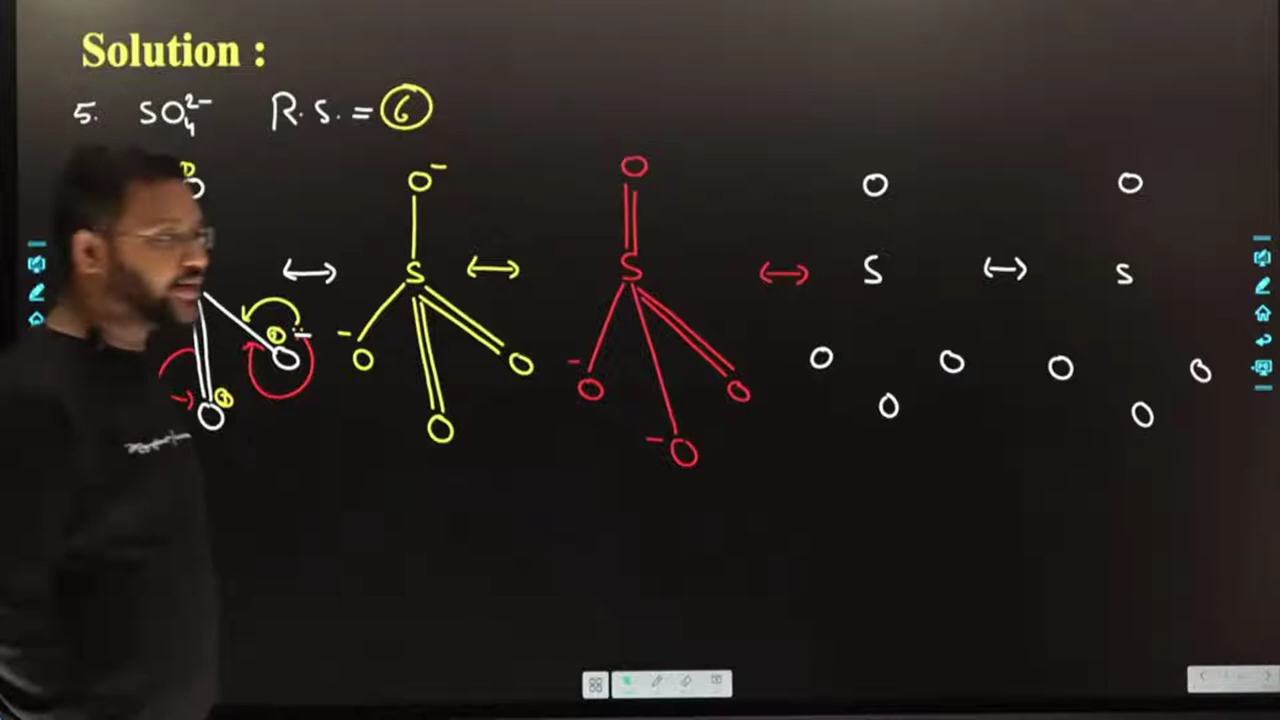 Solution :
5. SO₄²⁻ R.S. = 6
O O⁻ O O O
↔ S ↔ S ↔ S ↔ S
O ⁻O O ⁻O O O O O O
O O ⁻O O O